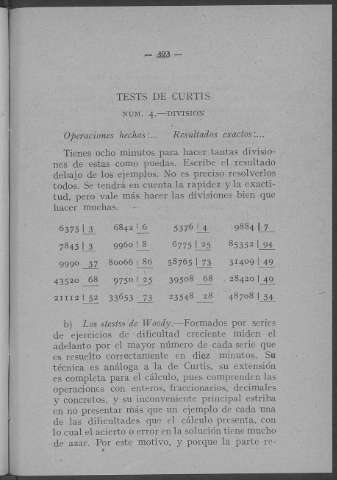 — 323 —
TESTS DE CURTIS
NUM. 4.—DIVISION
Operaciones hechas:... Resultados exactos:...
Tienes ocho minutos para hacer tantas divisio-
nes de estas como puedas. Escribe el resultado
debajo de los ejemplos. No es preciso resolverlos
todos. Se tendrá en cuenta la rapidez y la exacti-
tud, pero vale más hacer las divisiones bien que
hacer muchas.
6375 | 3 6842 | 6 5376 | 4 9884 | 7
7845 | 3 9960 | 8 6775 | 25 85352 | 94
9990 37 80066 | 86 58765 | 73 31409 | 49
43520 68 9750 | 25 39508 68 28420 | 49
21112 | 52 33653 73 23548 28 48708 | 34
b) Los stestss de Woody.—Formados por series
de ejercicios de dificultad creciente miden el
adelanto por el mayor número de cada serie que
es resuelto correctamente en diez minutos. Su
técnica es análoga a la de Curtis, su extensión
es completa para el cálculo, pues comprenden las
operaciones con enteros, fraccionarios, decimales
y concretos, y su inconveniente principal estriba
en no presentar más que un ejemplo de cada una
de las dificultades que el cálculo presenta, con
lo cual el acierto o error en la solución tiene mucho
de azar. Por este motivo, y porque la parte re-